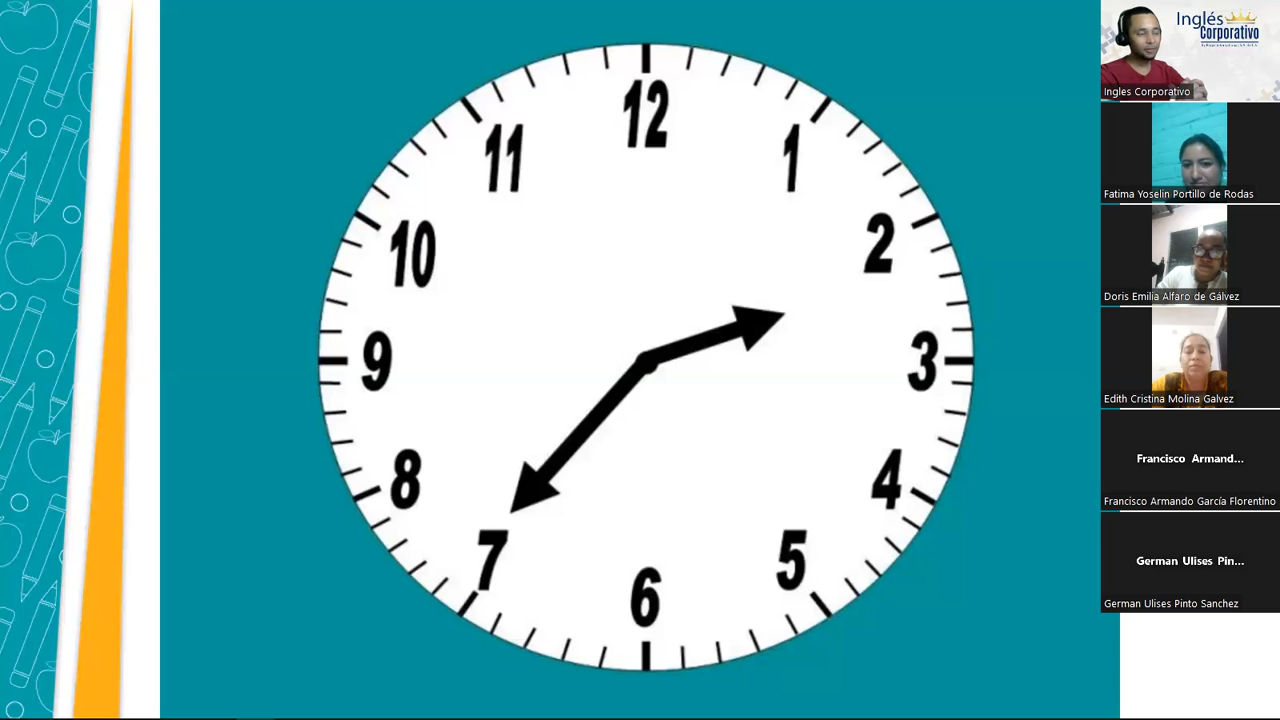 12
11
1
10
2
9
3
8
4
7
5
6
Inglés
Corporativo
Ingles Corporativo
Fatima Yoselin Portillo de Rodas
Doris Emilia Alfaro de Gálvez
Edith Cristina Molina Galvez
Francisco Armand...
Francisco Armando García Florentino
German Ulises Pin...
German Ulises Pinto Sanchez